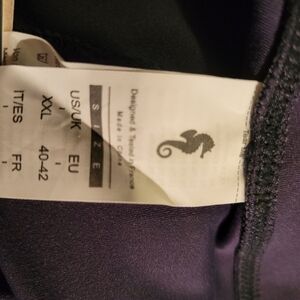 Designed & Tested in France
Made in China
SIZE
US/UK EU
XXL 40-42
IT/ES FR